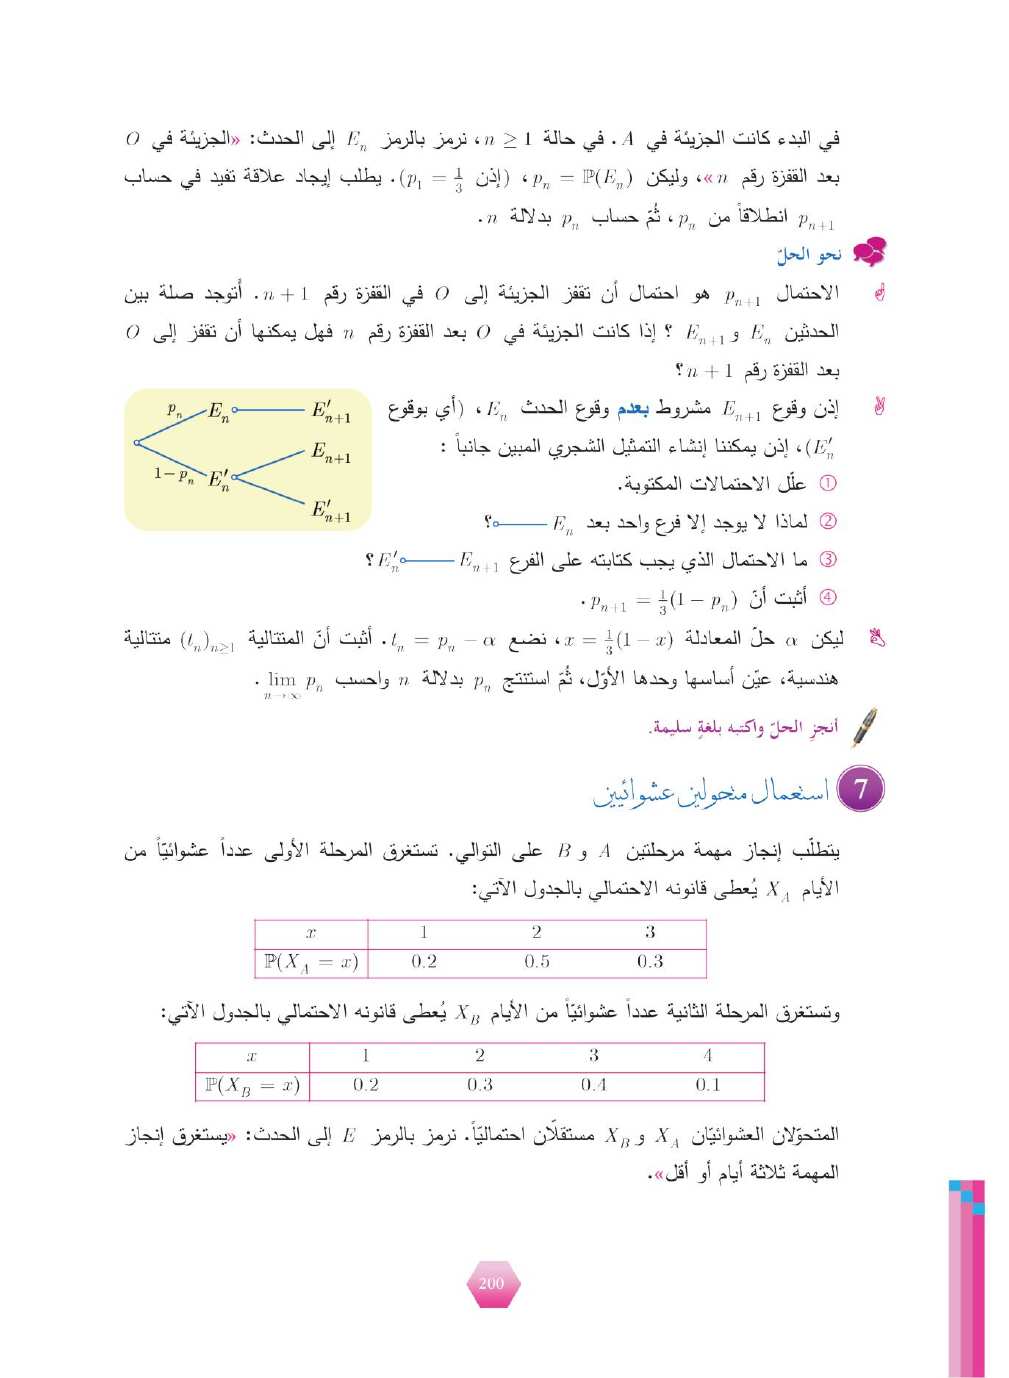 في البدء كانت الجزيئة في A. في حالة n ≥ 1، نرمز بالرمز Eₙ إلى الحدث: «الجزيئة في O
بعد القفزة رقم n»، وليكن pₙ = ℙ(Eₙ)، (إذن p₁ = 1/3). يطلب إيجاد علاقة تفيد في حساب
pₙ₊₁ انطلاقاً من pₙ، ثُمّ حساب pₙ بدلالة n.
نحو الحلّ
الاحتمال pₙ₊₁ هو احتمال أن تقفز الجزيئة إلى O في القفزة رقم n + 1. أتوجد صلة بين
الحدثين Eₙ و Eₙ₊₁ ؟ إذا كانت الجزيئة في O بعد القفزة رقم n فهل يمكنها أن تقفز إلى O
بعد القفزة رقم n + 1؟
إذن وقوع Eₙ₊₁ مشروط بعدم وقوع الحدث Eₙ، (أي بوقوع
E′ₙ)، إذن يمكننا إنشاء التمثيل الشجري المبين جانباً :
pₙ Eₙ E′ₙ₊₁
Eₙ₊₁
1−pₙ E′ₙ
E′ₙ₊₁
① علّل الاحتمالات المكتوبة.
② لماذا لا يوجد إلا فرع واحد بعد Eₙ؟
③ ما الاحتمال الذي يجب كتابته على الفرع Eₙ₊₁ E′ₙ؟
④ أثبت أنّ pₙ₊₁ = 1/3(1 − pₙ).
ليكن α حلّ المعادلة x = 1/3(1 − x)، نضع tₙ = pₙ − α. أثبت أنّ المتتالية (tₙ)ₙ≥₁ متتالية
هندسية، عيّن أساسها وحدها الأوّل، ثُمّ استنتج pₙ بدلالة n واحسب lim n→∞ pₙ.
أنجز الحلّ واكتبه بلغةٍ سليمة.
7 استعمال متحولين عشوائيين
يتطلّب إنجاز مهمة مرحلتين A و B على التوالي. تستغرق المرحلة الأولى عدداً عشوائيّاً من
الأيام X_A يُعطى قانونه الاحتمالي بالجدول الآتي:
x 1 2 3
ℙ(X_A = x) 0.2 0.5 0.3
وتستغرق المرحلة الثانية عدداً عشوائيّاً من الأيام X_B يُعطى قانونه الاحتمالي بالجدول الآتي:
x 1 2 3 4
ℙ(X_B = x) 0.2 0.3 0.4 0.1
المتحوّلان العشوائيّان X_A و X_B مستقلّان احتماليّاً. نرمز بالرمز E إلى الحدث: «يستغرق إنجاز
المهمة ثلاثة أيام أو أقل».
200